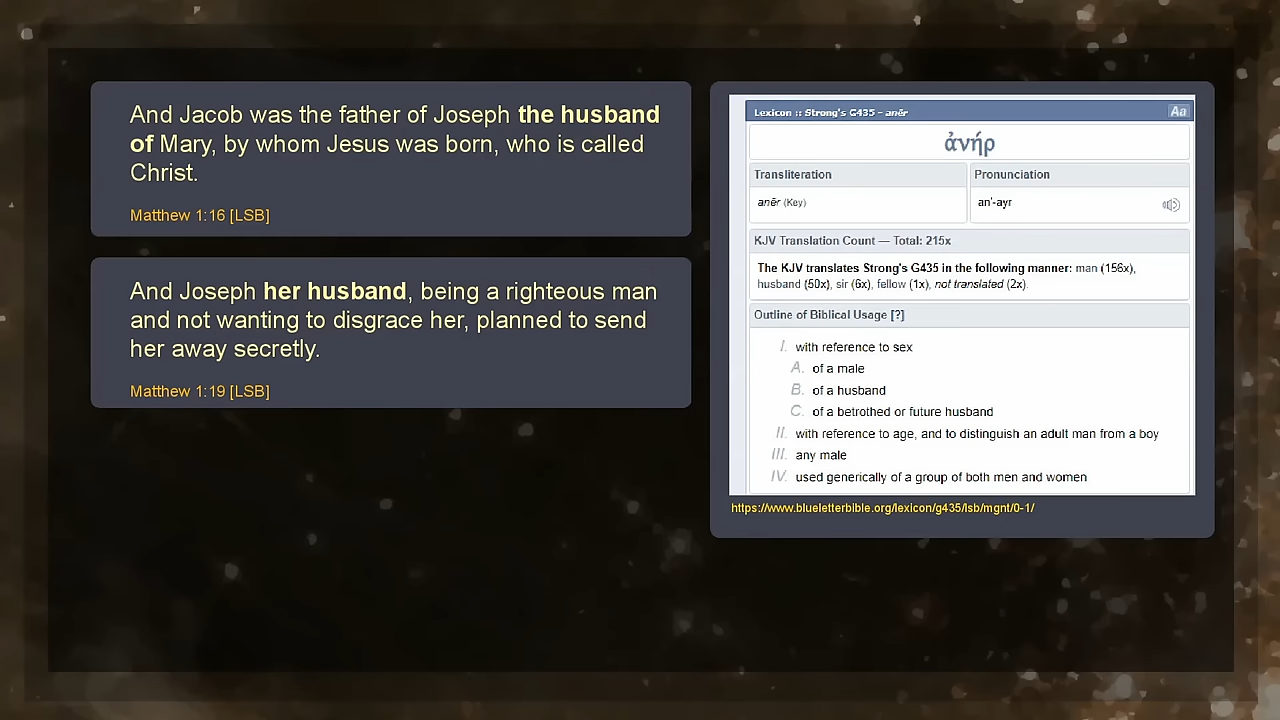 And Jacob was the father of Joseph the husband
of Mary, by whom Jesus was born, who is called
Christ.
Matthew 1:16 [LSB]
And Joseph her husband, being a righteous man
and not wanting to disgrace her, planned to send
her away secretly.
Matthew 1:19 [LSB]
Lexicon :: Strong's G435 - anēr
Aa
ἀνήρ
Transliteration
anēr (Key)
Pronunciation
an'-ayr
KJV Translation Count — Total: 215x
The KJV translates Strong's G435 in the following manner: man (156x),
husband (50x), sir (6x), fellow (1x), not translated (2x).
Outline of Biblical Usage [?]
I. with reference to sex
A. of a male
B. of a husband
C. of a betrothed or future husband
II. with reference to age, and to distinguish an adult man from a boy
III. any male
IV. used generically of a group of both men and women
https://www.blueletterbible.org/lexicon/g435/lsb/mgnt/0-1/